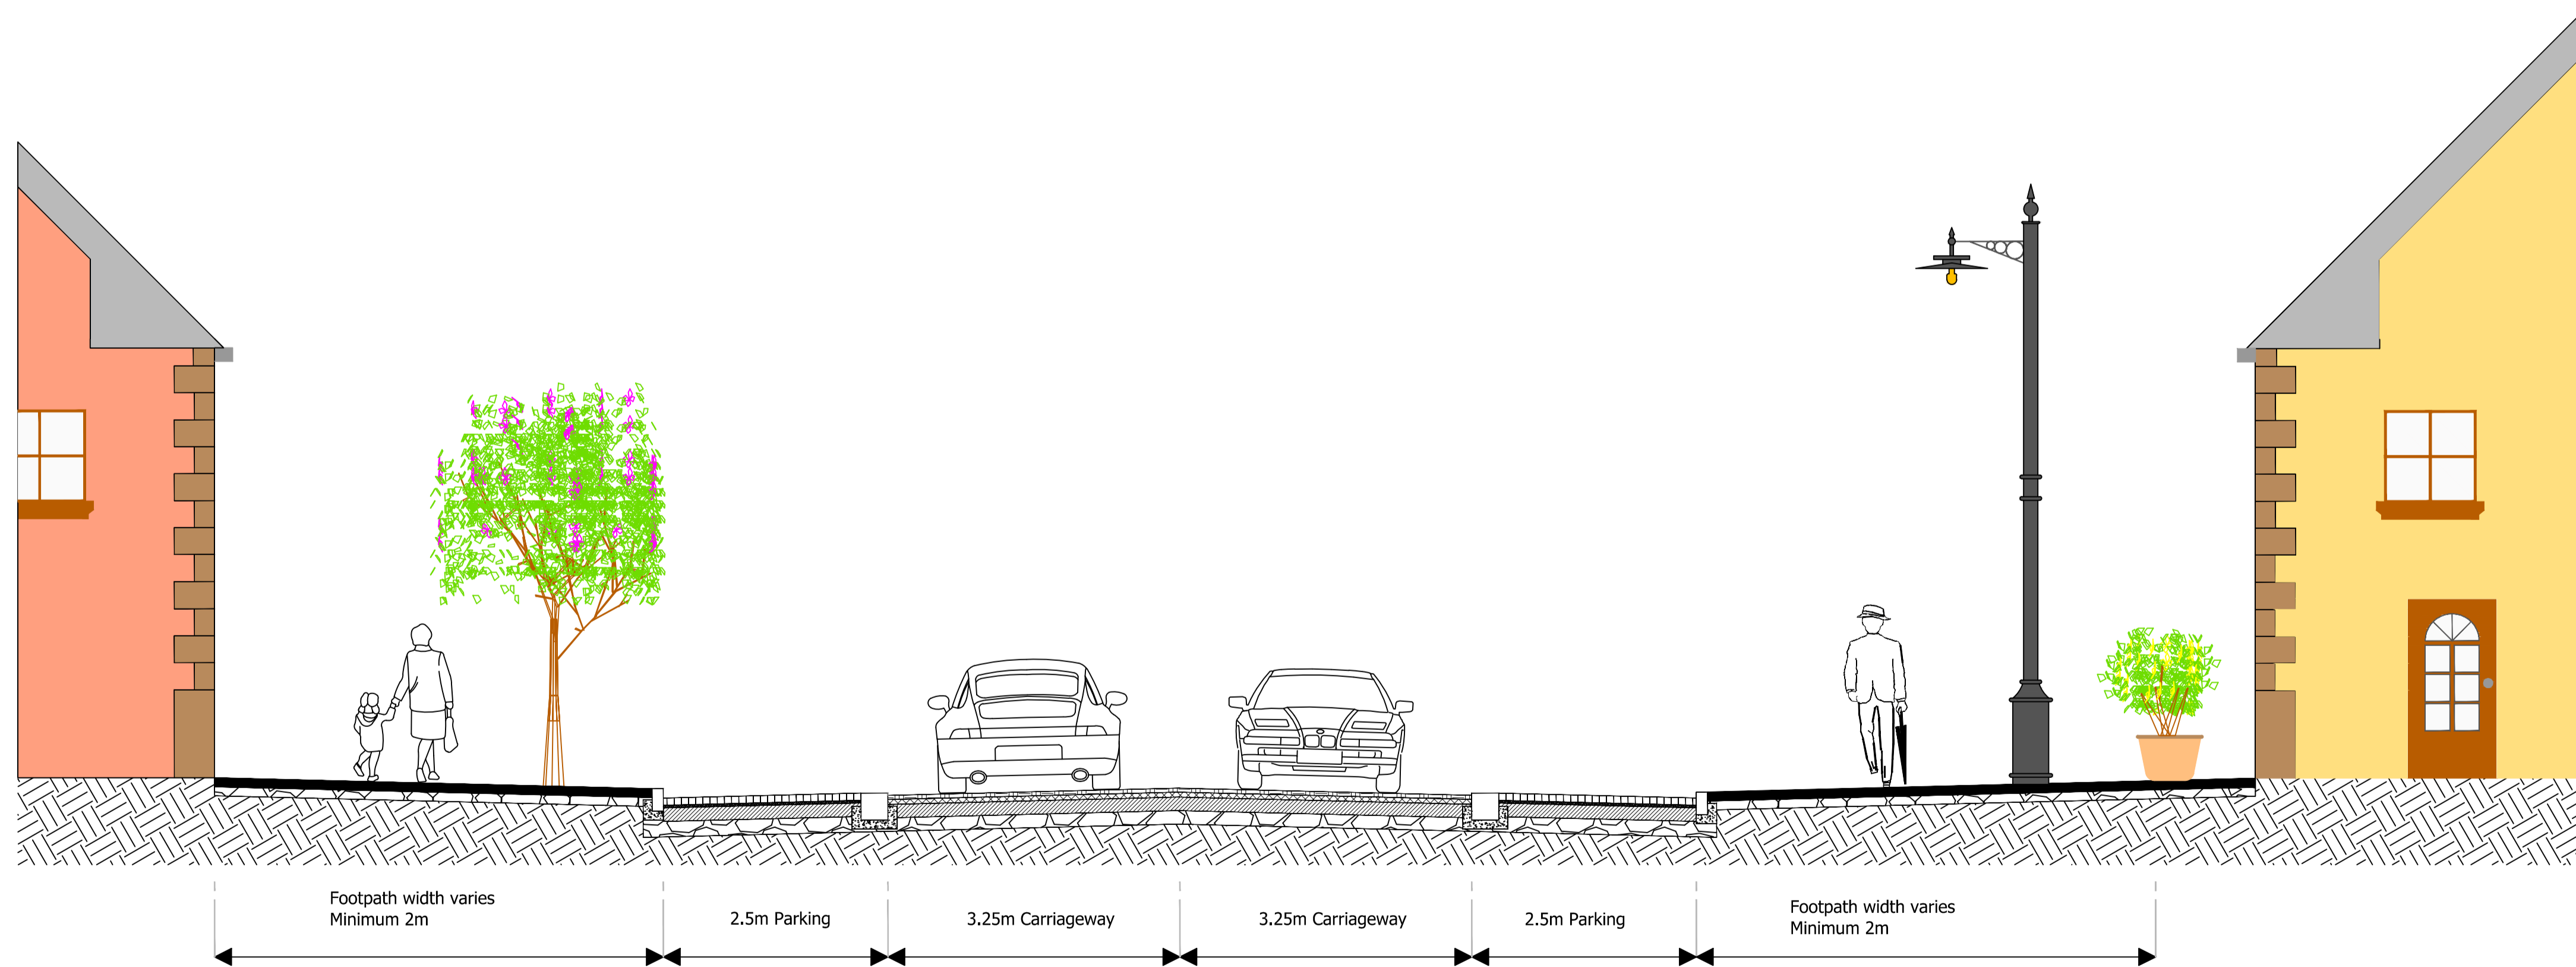 Footpath width varies
Minimum 2m
2.5m Parking
3.25m Carriageway
3.25m Carriageway
2.5m Parking
Footpath width varies
Minimum 2m